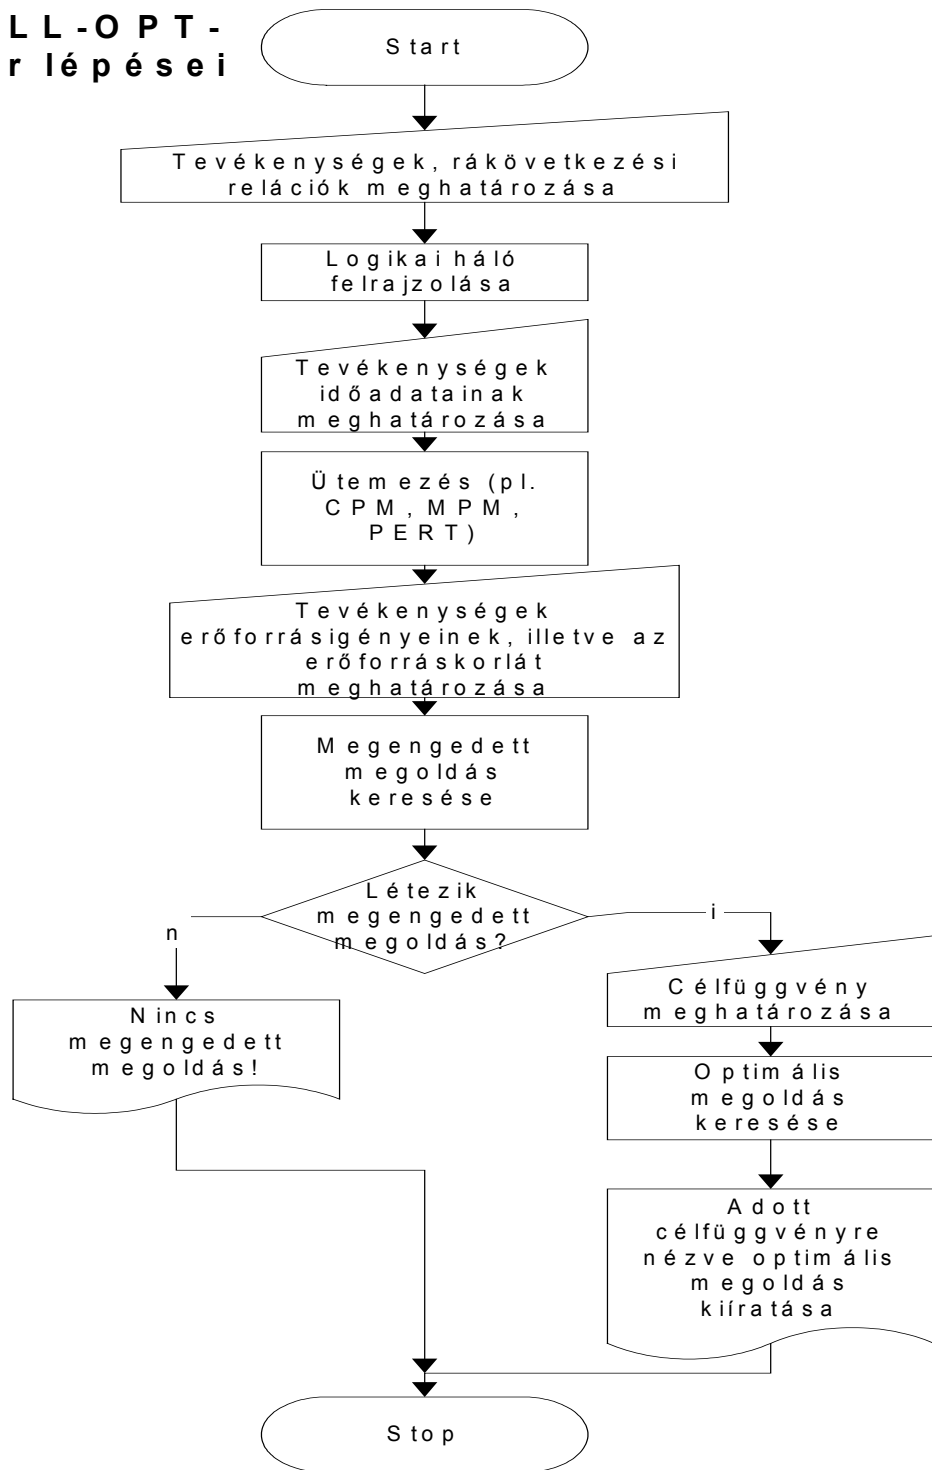 LL-OPT-
r lépései
Start
Tevékenységek, rákövetkezési
relációk meghatározása
Logikai háló
felrajzolása
Tevékenységek
időadatainak
meghatározása
Ütemezés (pl.
CPM, MPM,
PERT)
Tevékenységek
erőforrásigényeinek, illetve az
erőforráskorlát
meghatározása
Megengedett
megoldás
keresése
Létezik
megengedett
megoldás?
n
i
Nincs
megengedett
megoldás!
Célfüggvény
meghatározása
Optimális
megoldás
keresése
Adott
célfüggvényre
nézve optimális
megoldás
kiíratása
Stop